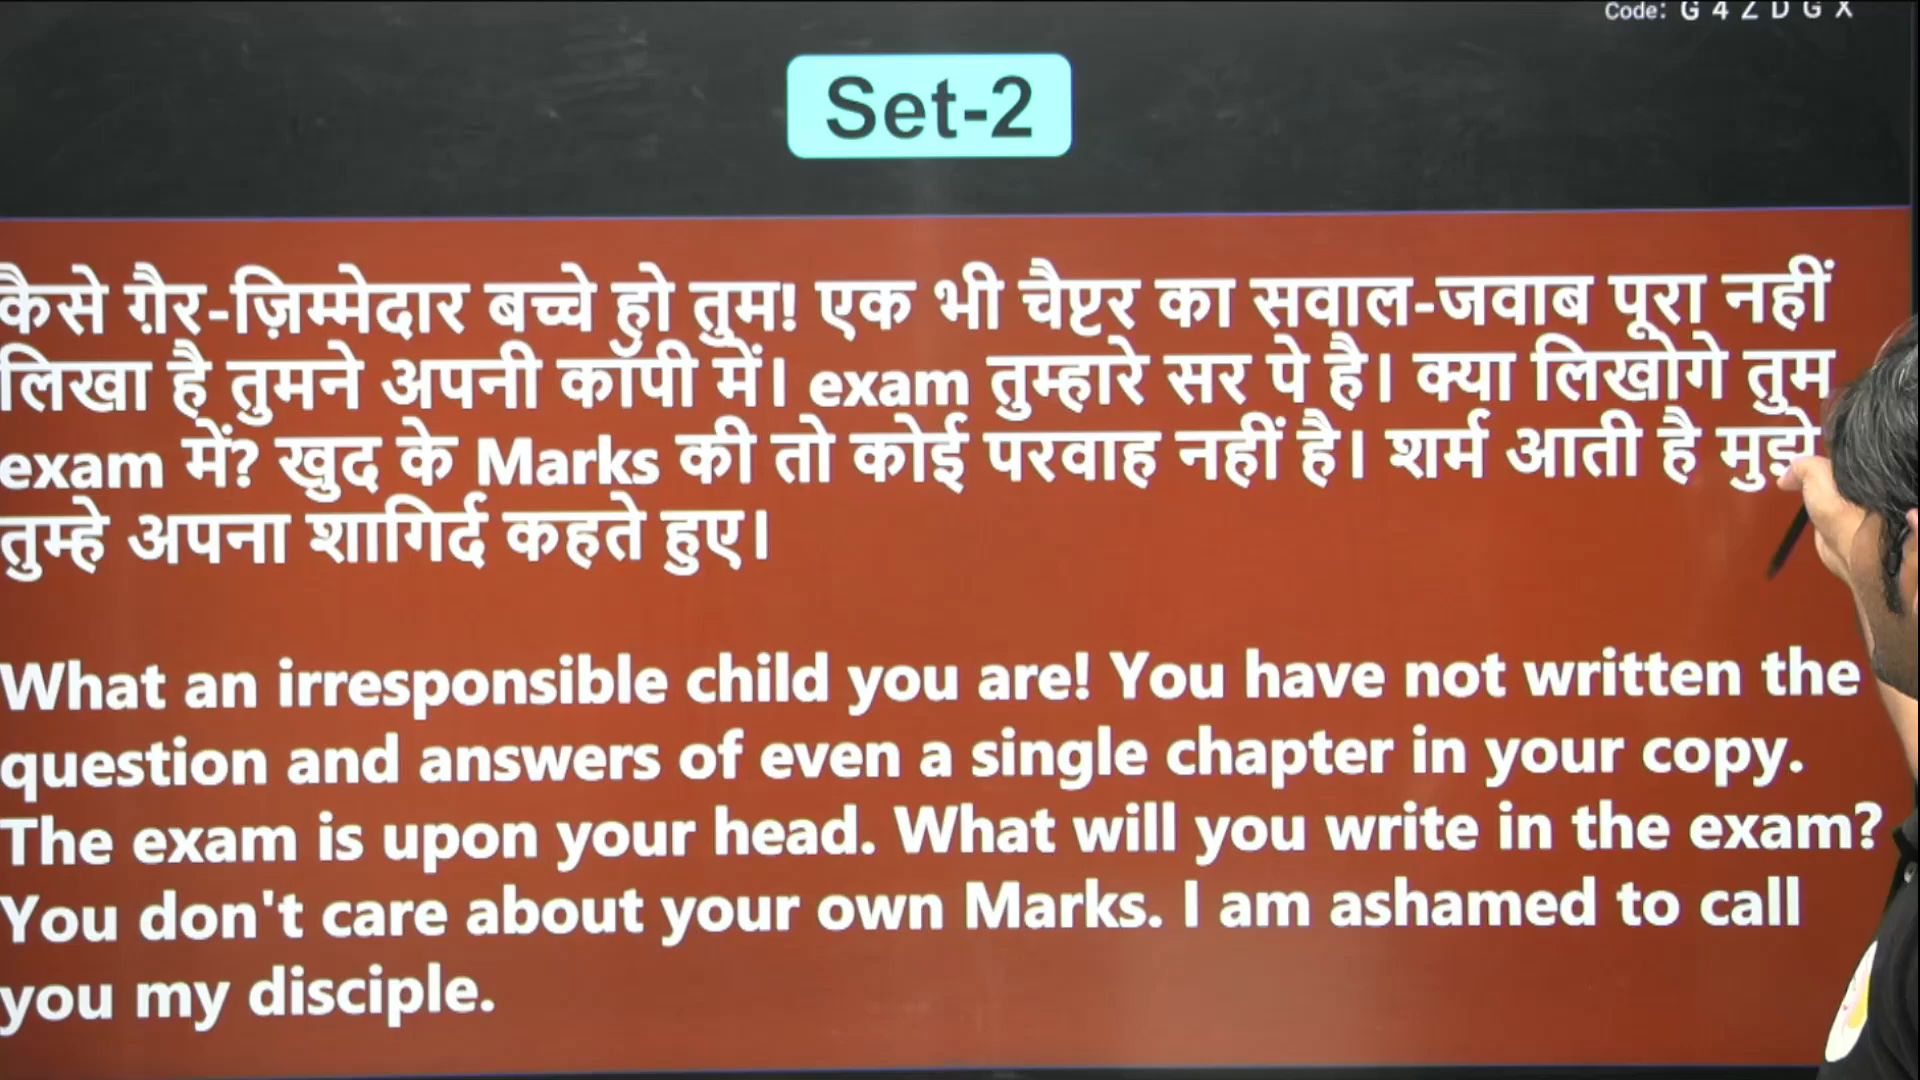 Code: G 4 Z D G X
Set-2
कैसे ग़ैर-ज़िम्मेदार बच्चे हो तुम! एक भी चैप्टर का सवाल-जवाब पूरा नहीं
लिखा है तुमने अपनी कॉपी में। exam तुम्हारे सर पे है। क्या लिखोगे तुम
exam में? खुद के Marks की तो कोई परवाह नहीं है। शर्म आती है मुझे
तुम्हे अपना शागिर्द कहते हुए।
What an irresponsible child you are! You have not written the
question and answers of even a single chapter in your copy.
The exam is upon your head. What will you write in the exam?
You don't care about your own Marks. I am ashamed to call
you my disciple.